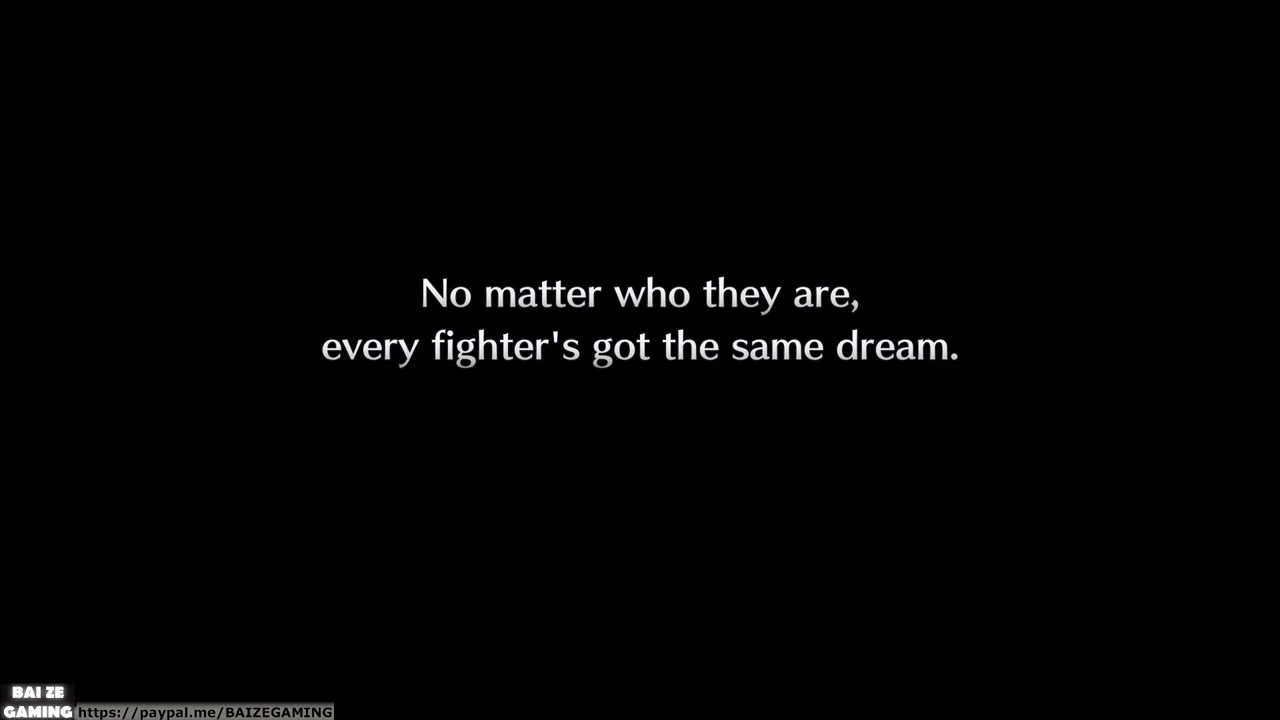 No matter who they are,
every fighter's got the same dream.
BAI ZE
GAMING
https://paypal.me/BAIZEGAMING